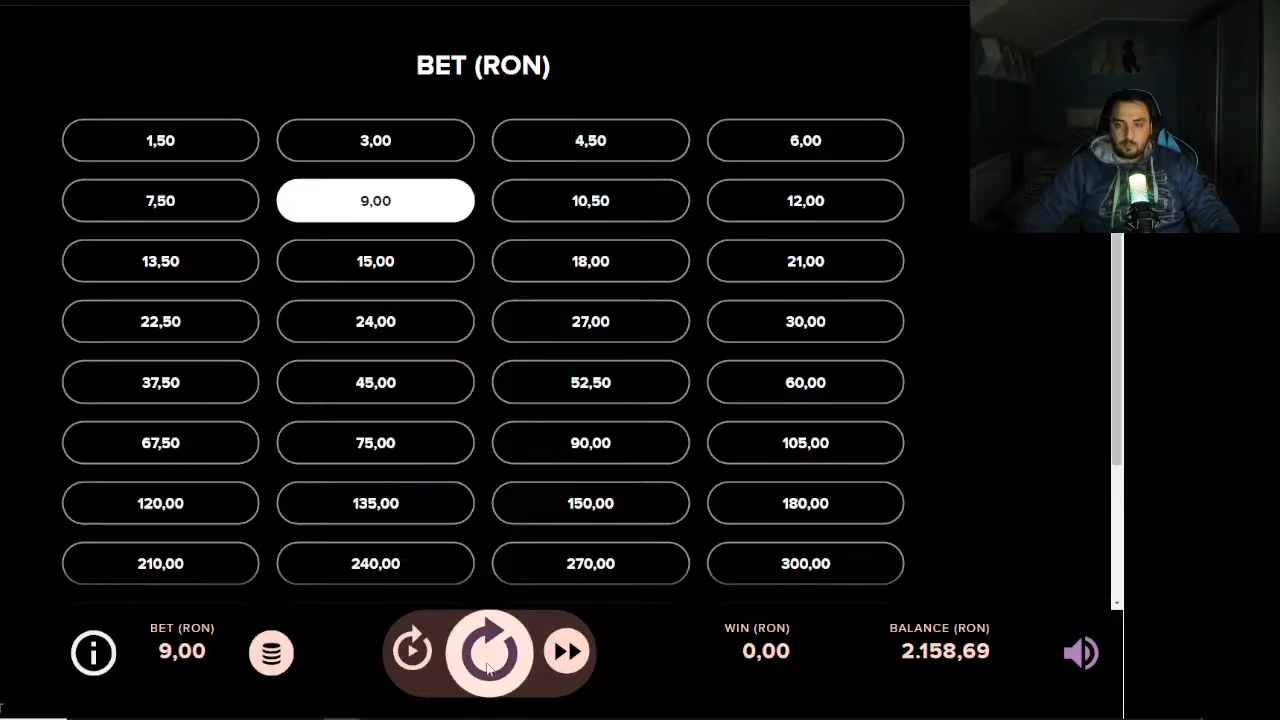 BET (RON)
1,50 3,00 4,50 6,00
7,50 9,00 10,50 12,00
13,50 15,00 18,00 21,00
22,50 24,00 27,00 30,00
37,50 45,00 52,50 60,00
67,50 75,00 90,00 105,00
120,00 135,00 150,00 180,00
210,00 240,00 270,00 300,00
BET (RON) WIN (RON) BALANCE (RON)
9,00 0,00 2.158,69